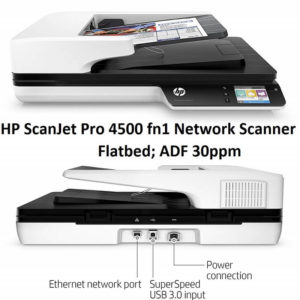 hp
HP ScanJet Pro 4500 fn1 Network Scanner
Flatbed; ADF 30ppm
Power
connection
Ethernet network port
SuperSpeed
USB 3.0 input